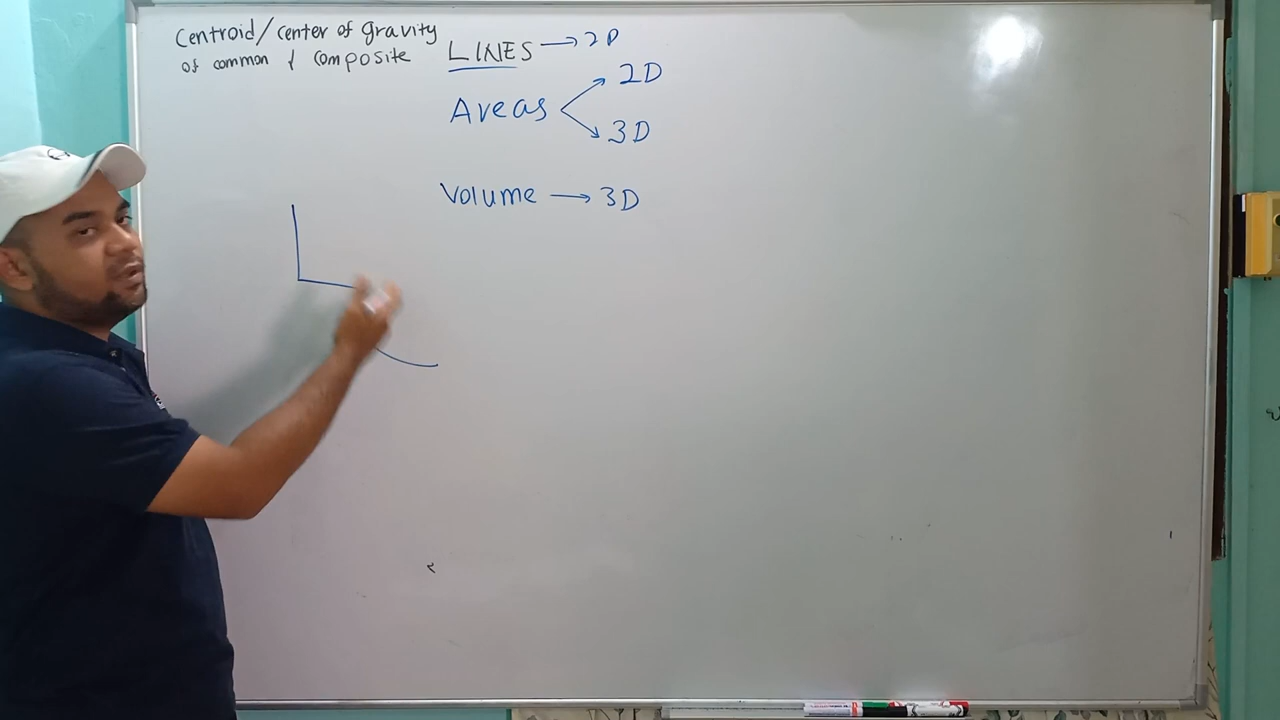 Centroid/center of gravity
of common & composite
LINES → 2D
Areas
2D
3D
Volume → 3D